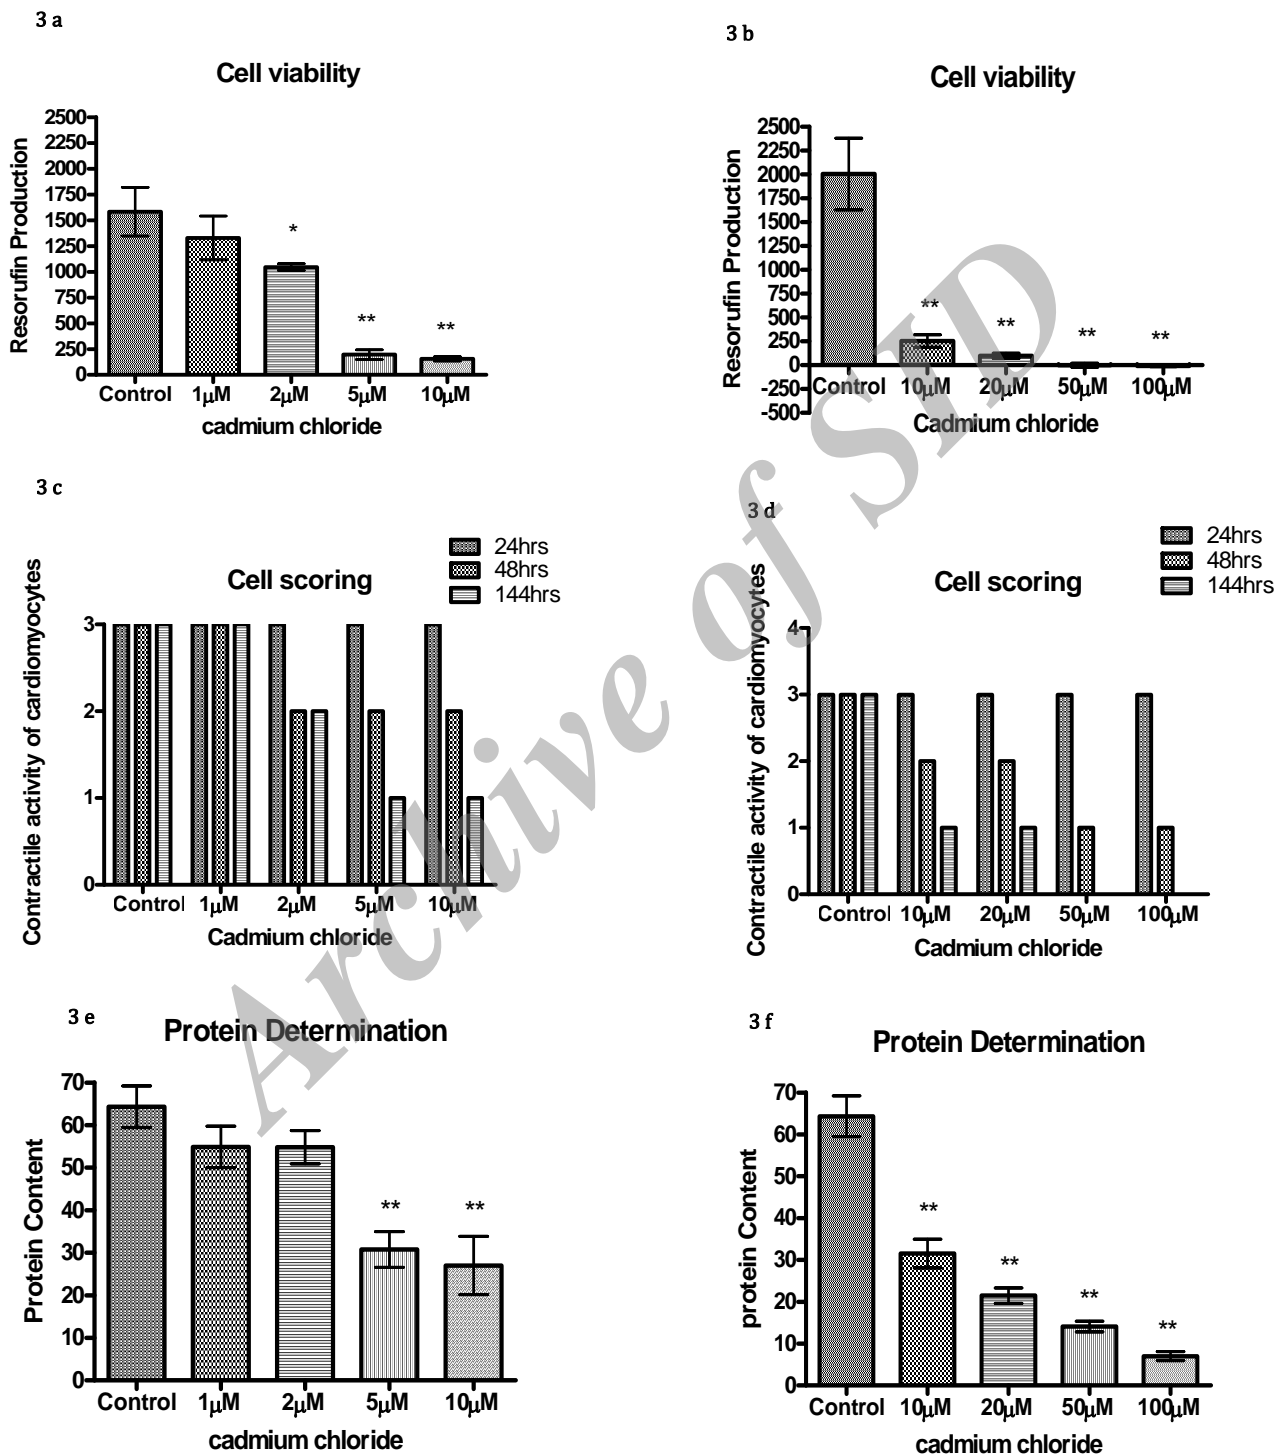 3 a
Cell viability
Resorufin Production
2500
2250
2000
1750
1500
1250
1000
750
500
250
0
*
**
**
Control 1μM 2μM 5μM 10μM
cadmium chloride
3 b
Cell viability
Resorufin Production
2500
2250
2000
1750
1500
1250
1000
750
500
250
0
-250
-500
**
**
**
**
Control 10μM 20μM 50μM 100μM
Cadmium chloride
3 c
24hrs
48hrs
144hrs
Cell scoring
Contractile activity of cardiomyocytes
3
2
1
0
Control 1μM 2μM 5μM 10μM
Cadmium chloride
3 d
24hrs
48hrs
144hrs
Cell scoring
Contractile activity of cardiomyocytes
4
3
2
1
0
Control 10μM 20μM 50μM 100μM
Cadmium chloride
3 e
Protein Determination
Protein Content
70
60
50
40
30
20
10
0
**
**
Control 1μM 2μM 5μM 10μM
cadmium chloride
3 f
Protein Determination
protein Content
70
60
50
40
30
20
10
0
**
**
**
**
Control 10μM 20μM 50μM 100μM
cadmium chloride
Archive of SID